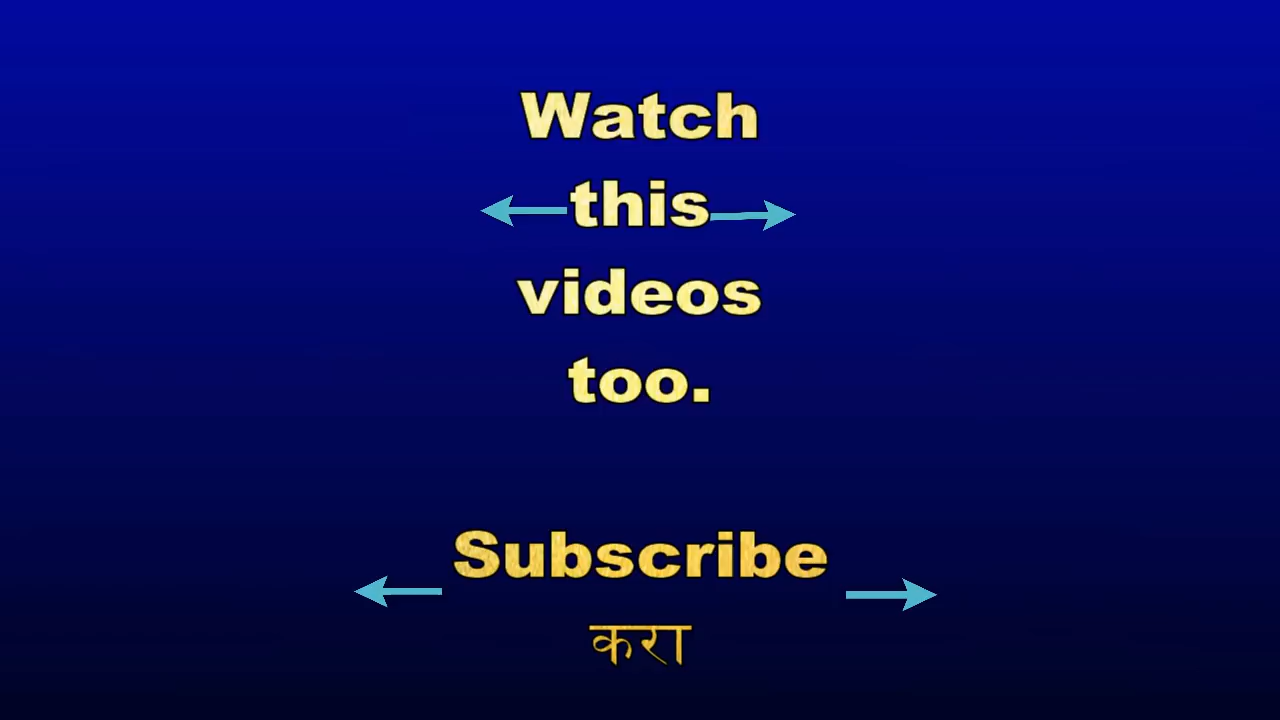 Watch
this
videos
too.
Subscribe
करा